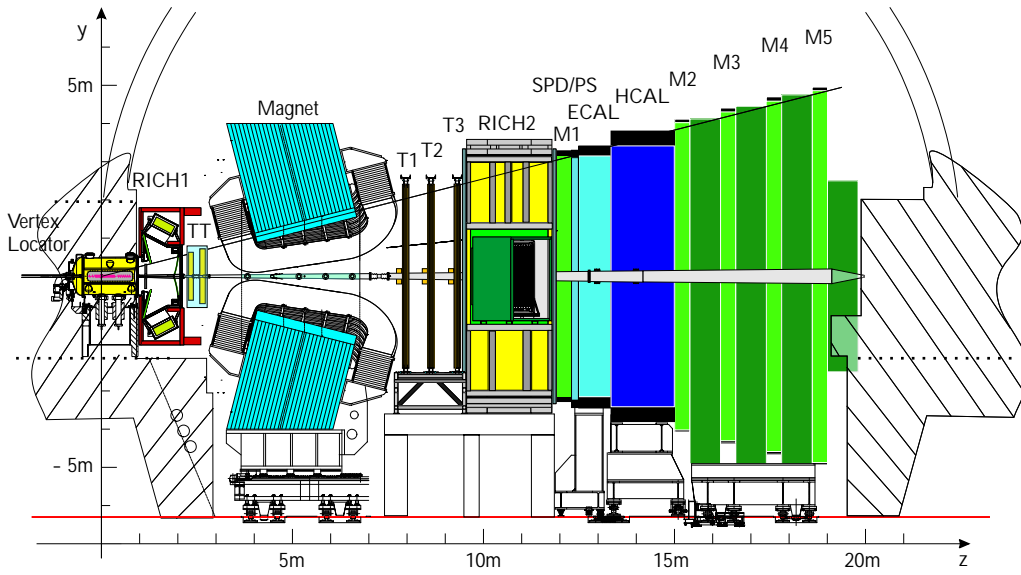 y
5m
- 5m
Vertex
Locator
RICH1
TT
Magnet
T1
T2
T3
RICH2
M1
SPD/PS
ECAL
HCAL
M2
M3
M4
M5
5m
10m
15m
20m
z